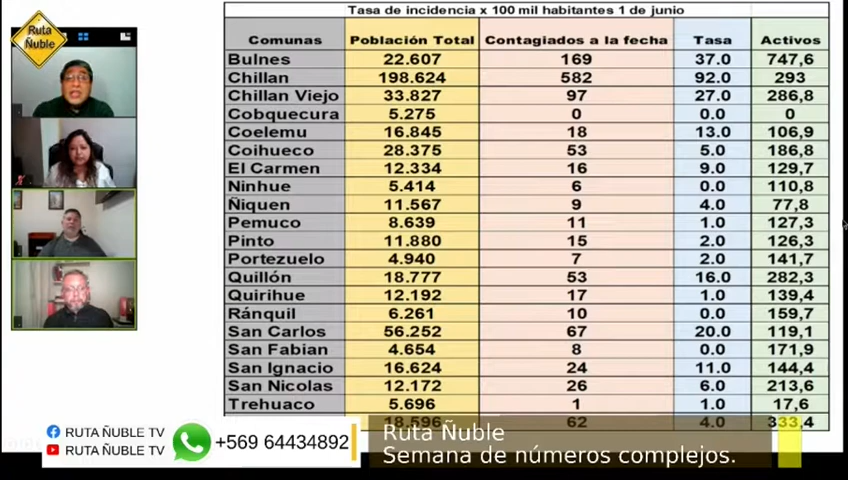 Ruta
Ñuble
Tasa de incidencia x 100 mil habitantes 1 de junio
Comunas Población Total Contagiados a la fecha Tasa Activos
Bulnes 22.607 169 37.0 747,6
Chillan 198.624 582 92.0 293
Chillan Viejo 33.827 97 27.0 286,8
Cobquecura 5.275 0 0.0 0
Coelemu 16.845 18 13.0 106,9
Coihueco 28.375 53 5.0 186,8
El Carmen 12.334 16 9.0 129,7
Ninhue 5.414 6 0.0 110,8
Ñiquen 11.567 9 4.0 77,8
Pemuco 8.639 11 1.0 127,3
Pinto 11.880 15 2.0 126,3
Portezuelo 4.940 7 2.0 141,7
Quillón 18.777 53 16.0 282,3
Quirihue 12.192 17 1.0 139,4
Ránquil 6.261 10 0.0 159,7
San Carlos 56.252 67 20.0 119,1
San Fabian 4.654 8 0.0 171,9
San Ignacio 16.624 24 11.0 144,4
San Nicolas 12.172 26 6.0 213,6
Trehuaco 5.696 1 1.0 17,6
18.596 62 4.0 333,4
RUTA ÑUBLE TV
RUTA ÑUBLE TV
+569 64434892
Ruta Ñuble
Semana de números complejos.